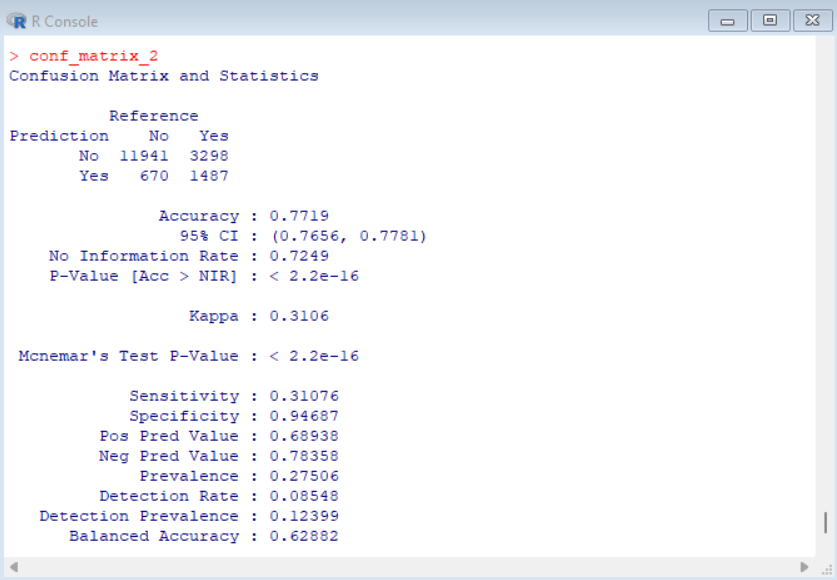 R Console
> conf_matrix_2
Confusion Matrix and Statistics
Reference
Prediction No Yes
No 11941 3298
Yes 670 1487
Accuracy : 0.7719
95% CI : (0.7656, 0.7781)
No Information Rate : 0.7249
P-Value [Acc > NIR] : < 2.2e-16
Kappa : 0.3106
Mcnemar's Test P-Value : < 2.2e-16
Sensitivity : 0.31076
Specificity : 0.94687
Pos Pred Value : 0.68938
Neg Pred Value : 0.78358
Prevalence : 0.27506
Detection Rate : 0.08548
Detection Prevalence : 0.12399
Balanced Accuracy : 0.62882